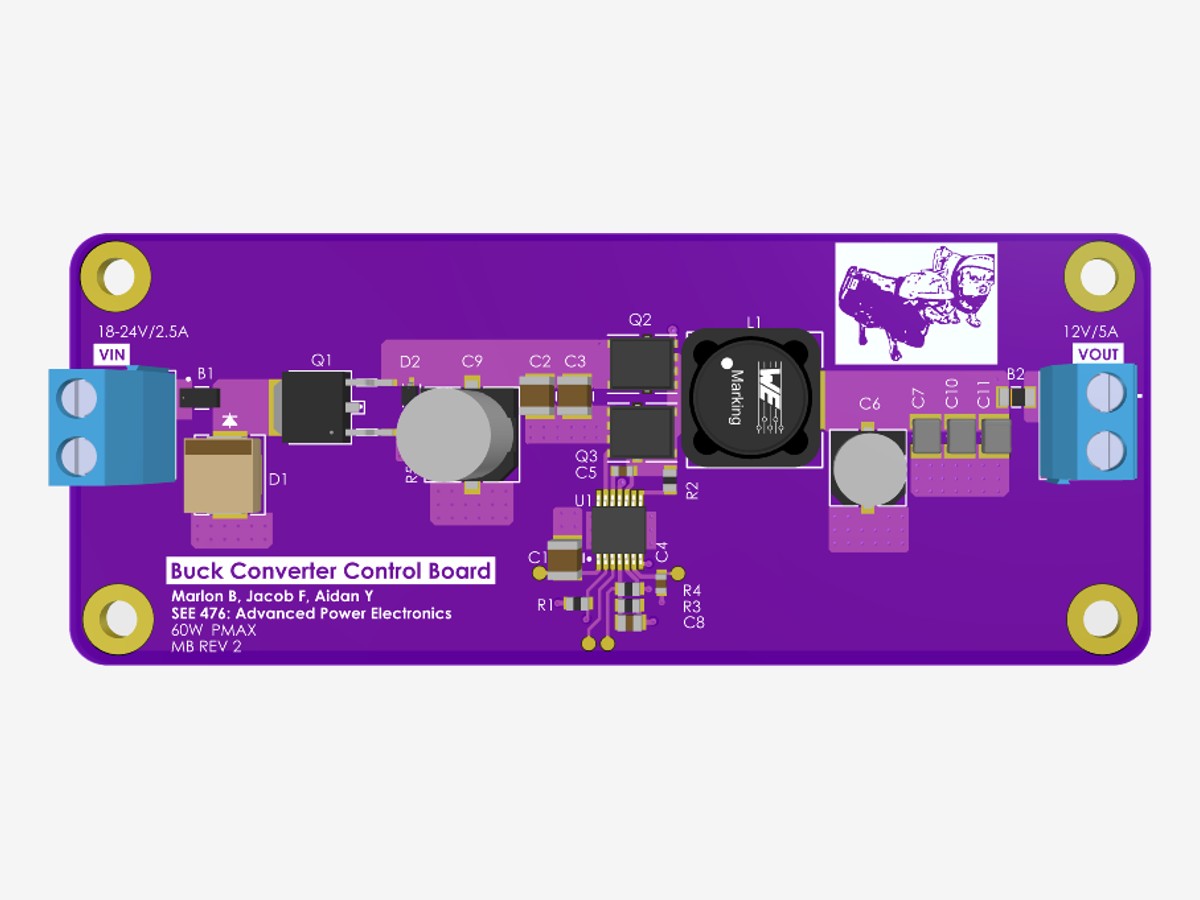 18-24V/2.5A
VIN
B1
Q1
D2
C9
C2
C3
Q2
L1
WE
Marking
12V/5A
VOUT
B2
C6
C7
C10
C11
D1
R5
Q3
C5
R2
U1
C1
C4
R1
R4
R3
C8
Buck Converter Control Board
Marlon B, Jacob F, Aidan Y
SEE 476: Advanced Power Electronics
60W PMAX
MB REV 2